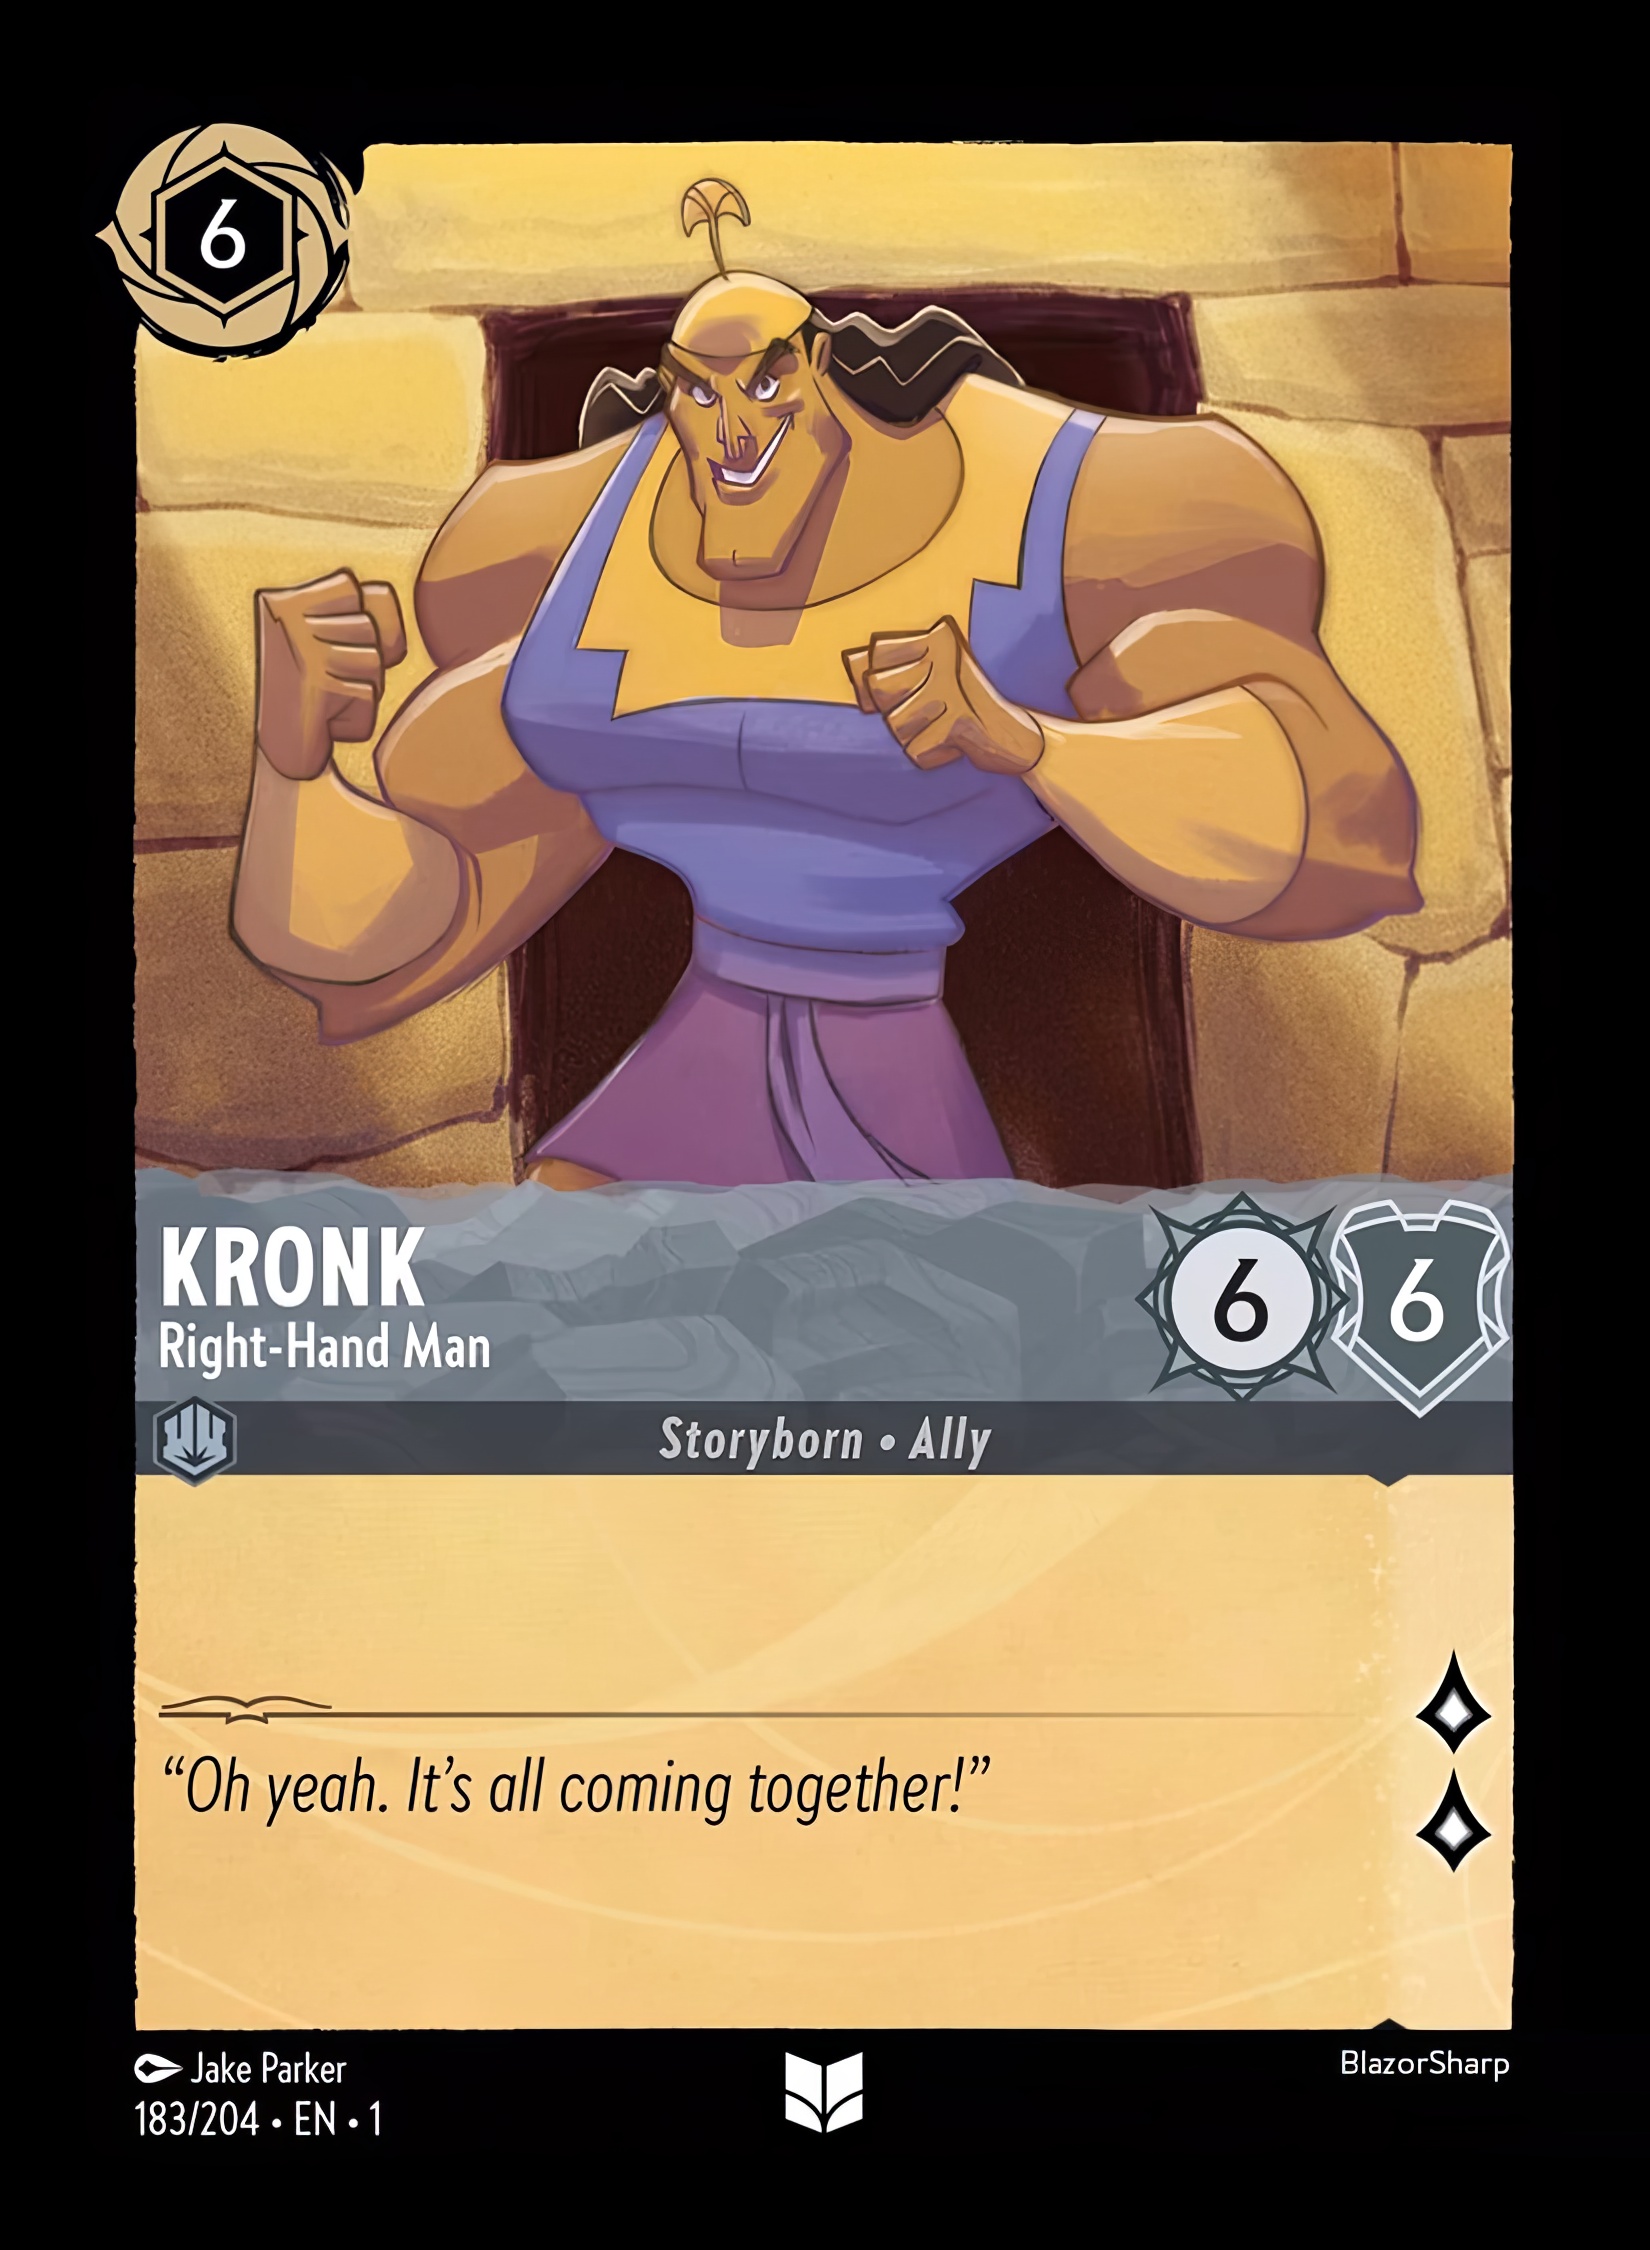 6
KRONK
Right-Hand Man
6
6
Storyborn • Ally
“Oh yeah. It’s all coming together!”
Jake Parker
BlazorSharp
183/204 • EN • 1